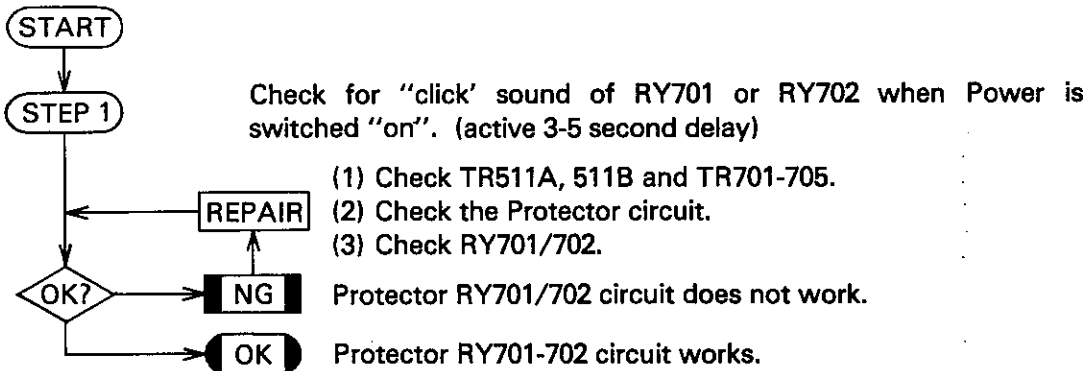 START
STEP 1
Check for "click' sound of RY701 or RY702 when Power is
switched "on". (active 3-5 second delay)
(1) Check TR511A, 511B and TR701-705.
REPAIR
(2) Check the Protector circuit.
(3) Check RY701/702.
OK?
NG
Protector RY701/702 circuit does not work.
OK
Protector RY701-702 circuit works.